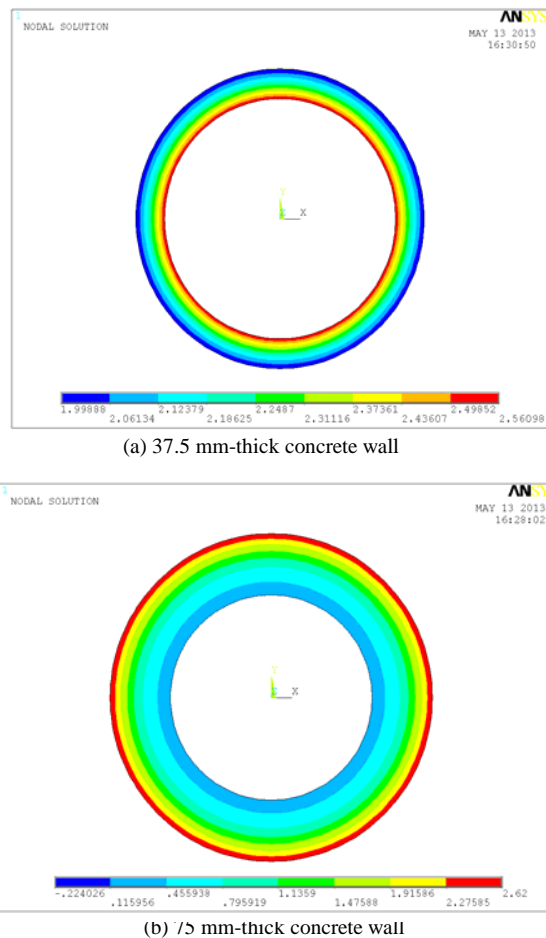 1
NODAL SOLUTION
ANSYS
MAY 13 2013
16:30:50
Y
Z X
1.99888 2.12379 2.2487 2.37361 2.49852
2.06134 2.18625 2.31116 2.43607 2.56098
(a) 37.5 mm-thick concrete wall
1
NODAL SOLUTION
ANSY
MAY 13 2013
16:28:02
Y
Z X
-.224026 .455938 1.1359 1.91586 2.62
.115956 .795919 1.47588 2.27585
(b) 75 mm-thick concrete wall